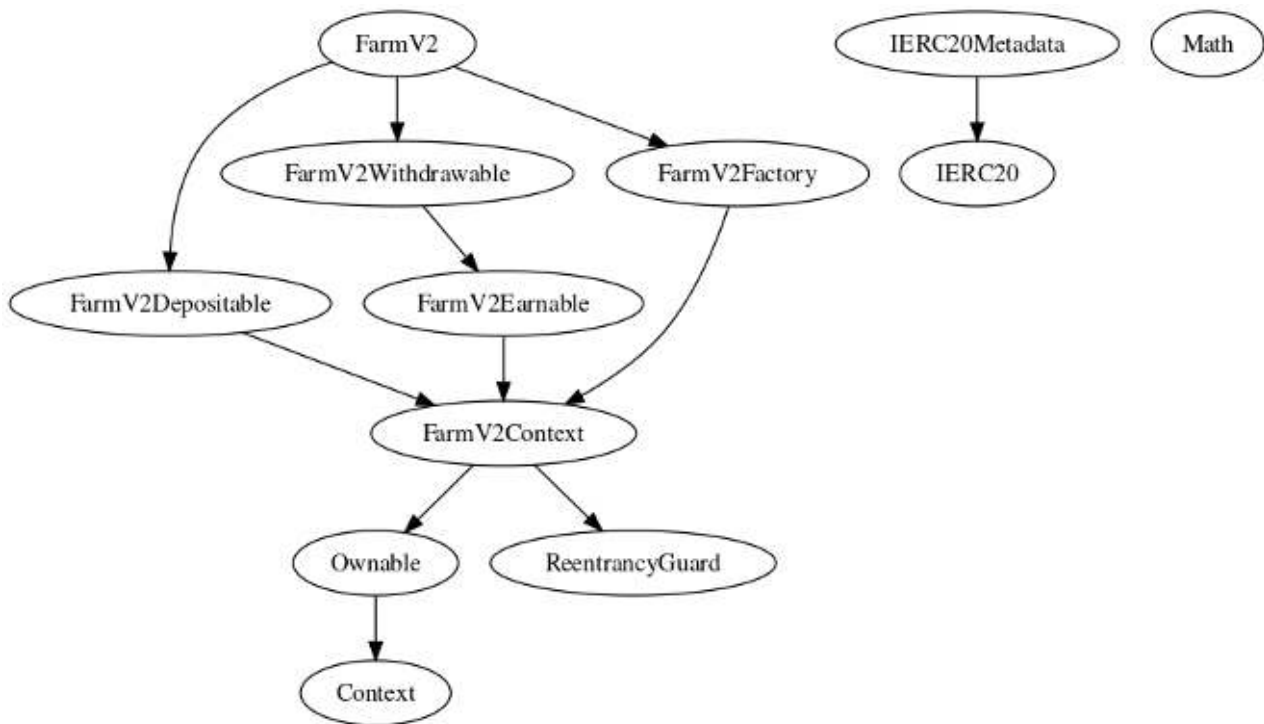 FarmV2
IERC20Metadata
Math
FarmV2Withdrawable
FarmV2Factory
IERC20
FarmV2Depositable
FarmV2Earnable
FarmV2Context
Ownable
ReentrancyGuard
Context